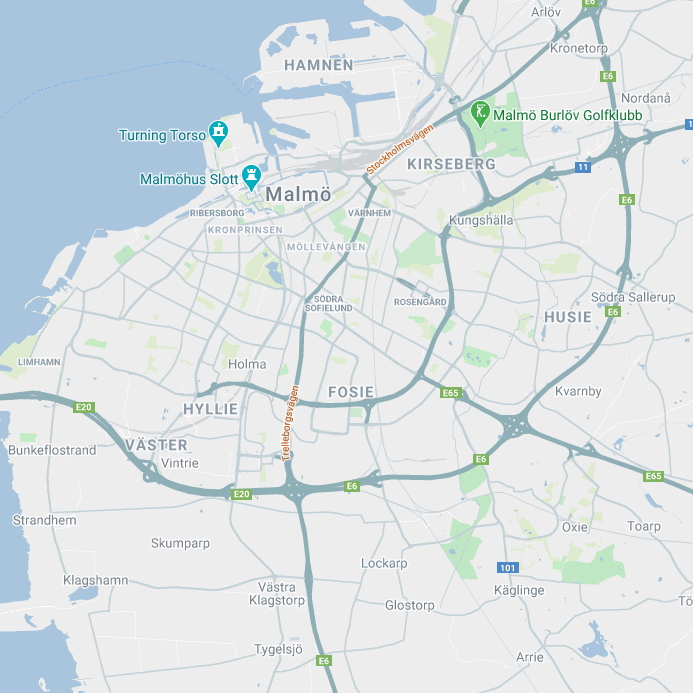 E6
Arlöv
Kronetorp
HAMNEN
E6
Nordanå
Malmö Burlöv Golfklubb
Turning Torso
Stockholmsvägen
KIRSEBERG
11
Malmöhus Slott
Malmö
E6
RIBERSBORG
VÄRNHEM
Kungshälla
KRONPRINSEN
MÖLLEVÅNGEN
SÖDRA
SOFIELUND
ROSENGÅRD
Södra Sallerup
E6
HUSIE
LIMHAMN
Holma
FOSIE
E65
Kvarnby
E20
HYLLIE
Trelleborgsvägen
VÄSTER
Bunkeflostrand
Vintrie
E6
E65
E20
E6
Strandhem
Oxie
Toarp
Skumparp
Lockarp
101
Klagshamn
Västra
Klagstorp
Käglinge
Glostorp
Tygelsjö
Arrie
E6